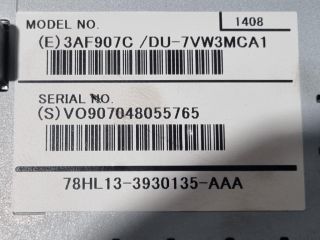 MODEL NO.
1408
(E)3AF907C /DU-7VW3MCA1
SERIAL NO.
(S)VO907048055765
78HL13-3930135-AAA